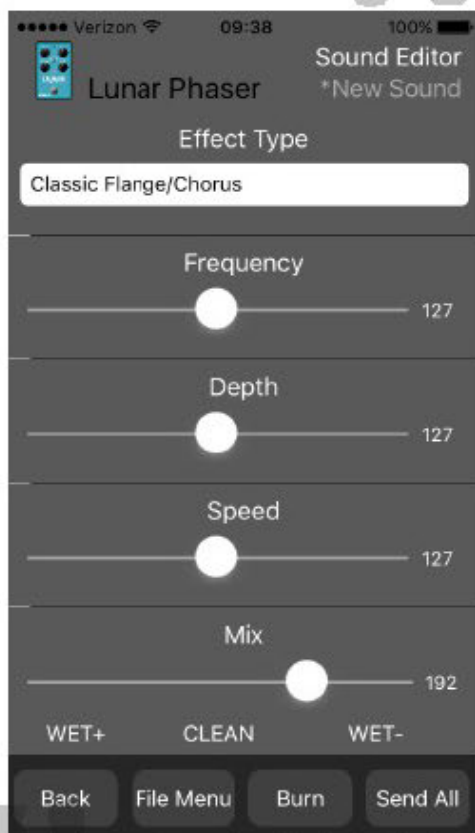 Verizon 09:38 100%
Sound Editor
Lunar Phaser *New Sound
Effect Type
Classic Flange/Chorus
Frequency
127
Depth
127
Speed
127
Mix
192
WET+ CLEAN WET-
Back File Menu Burn Send All